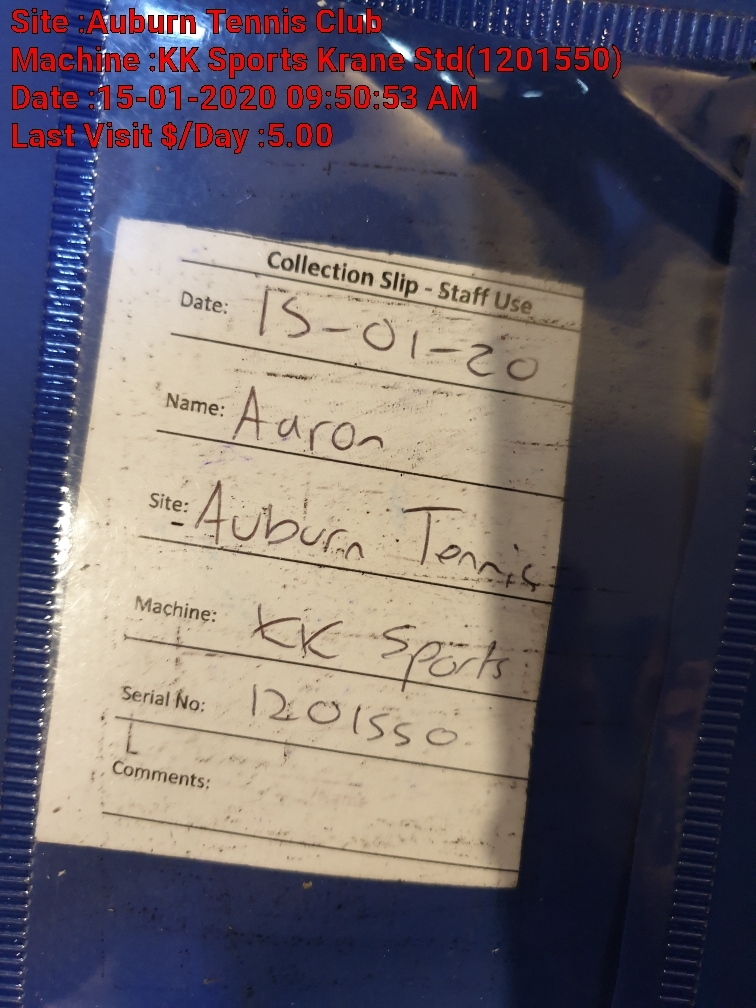 Site :Auburn Tennis Club
Machine :KK Sports Krane Std(1201550)
Date :15-01-2020 09:50:53 AM
Last Visit $/Day :5.00
Collection Slip - Staff Use
Date: 15-01-20
Name: Aaron
Site: Auburn Tennis
Machine: KK Sports
Serial No: 1201550
Comments: